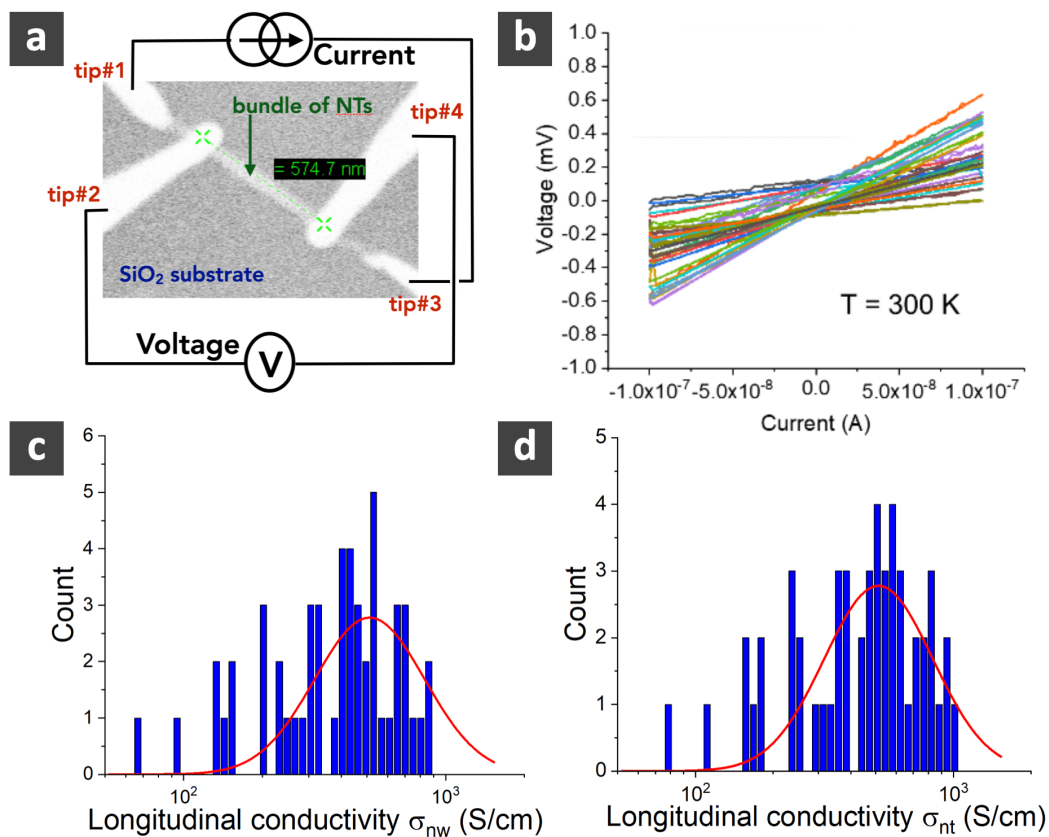 a
Current
tip#1
bundle of NTs
tip#4
= 574.7 nm
tip#2
SiO₂ substrate
tip#3
Voltage
V
b
1.0
0.8
0.6
0.4
0.2
0.0
-0.2
-0.4
-0.6
-0.8
-1.0
Voltage (mV)
T = 300 K
-1.0x10⁻⁷ -5.0x10⁻⁸ 0.0 5.0x10⁻⁸ 1.0x10⁻⁷
Current (A)
c
6
5
4
3
2
1
0
Count
10² 10³
Longitudinal conductivity σnw (S/cm)
d
5
4
3
2
1
0
Count
10² 10³
Longitudinal conductivity σnt (S/cm)